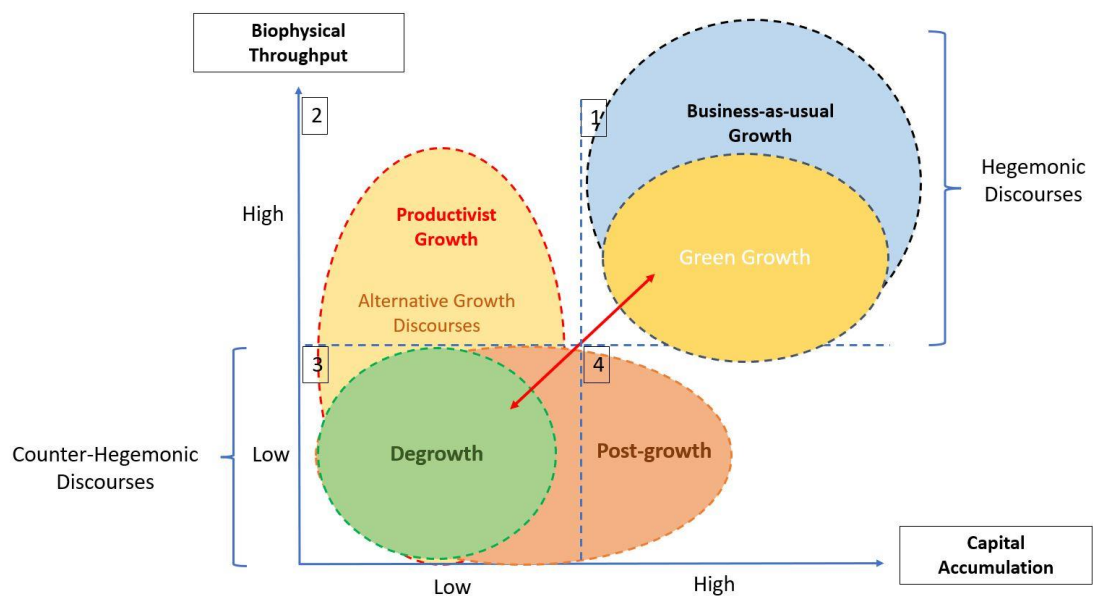 Biophysical
Throughput
2
1
Business-as-usual
Growth
Hegemonic
Discourses
High
Productivist
Growth
Green Growth
Alternative Growth
Discourses
3
4
Counter-Hegemonic
Discourses
Low
Degrowth
Post-growth
Capital
Accumulation
Low
High